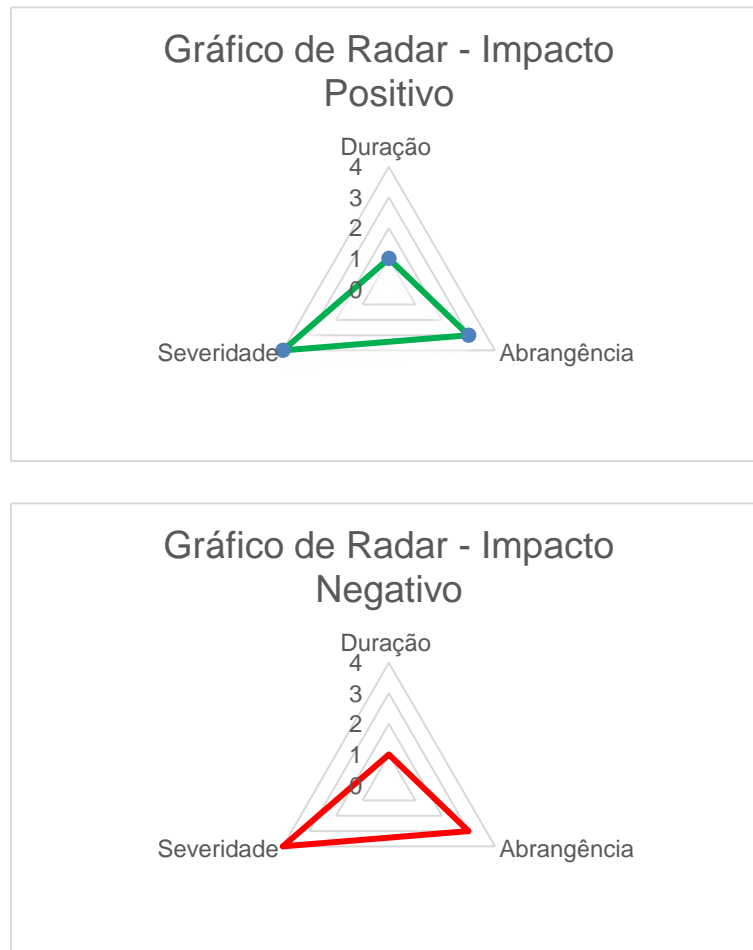 Gráfico de Radar - Impacto
Positivo
Duração
4
3
2
1
0
Severidade
Abrangência
Gráfico de Radar - Impacto
Negativo
Duração
4
3
2
1
0
Severidade
Abrangência